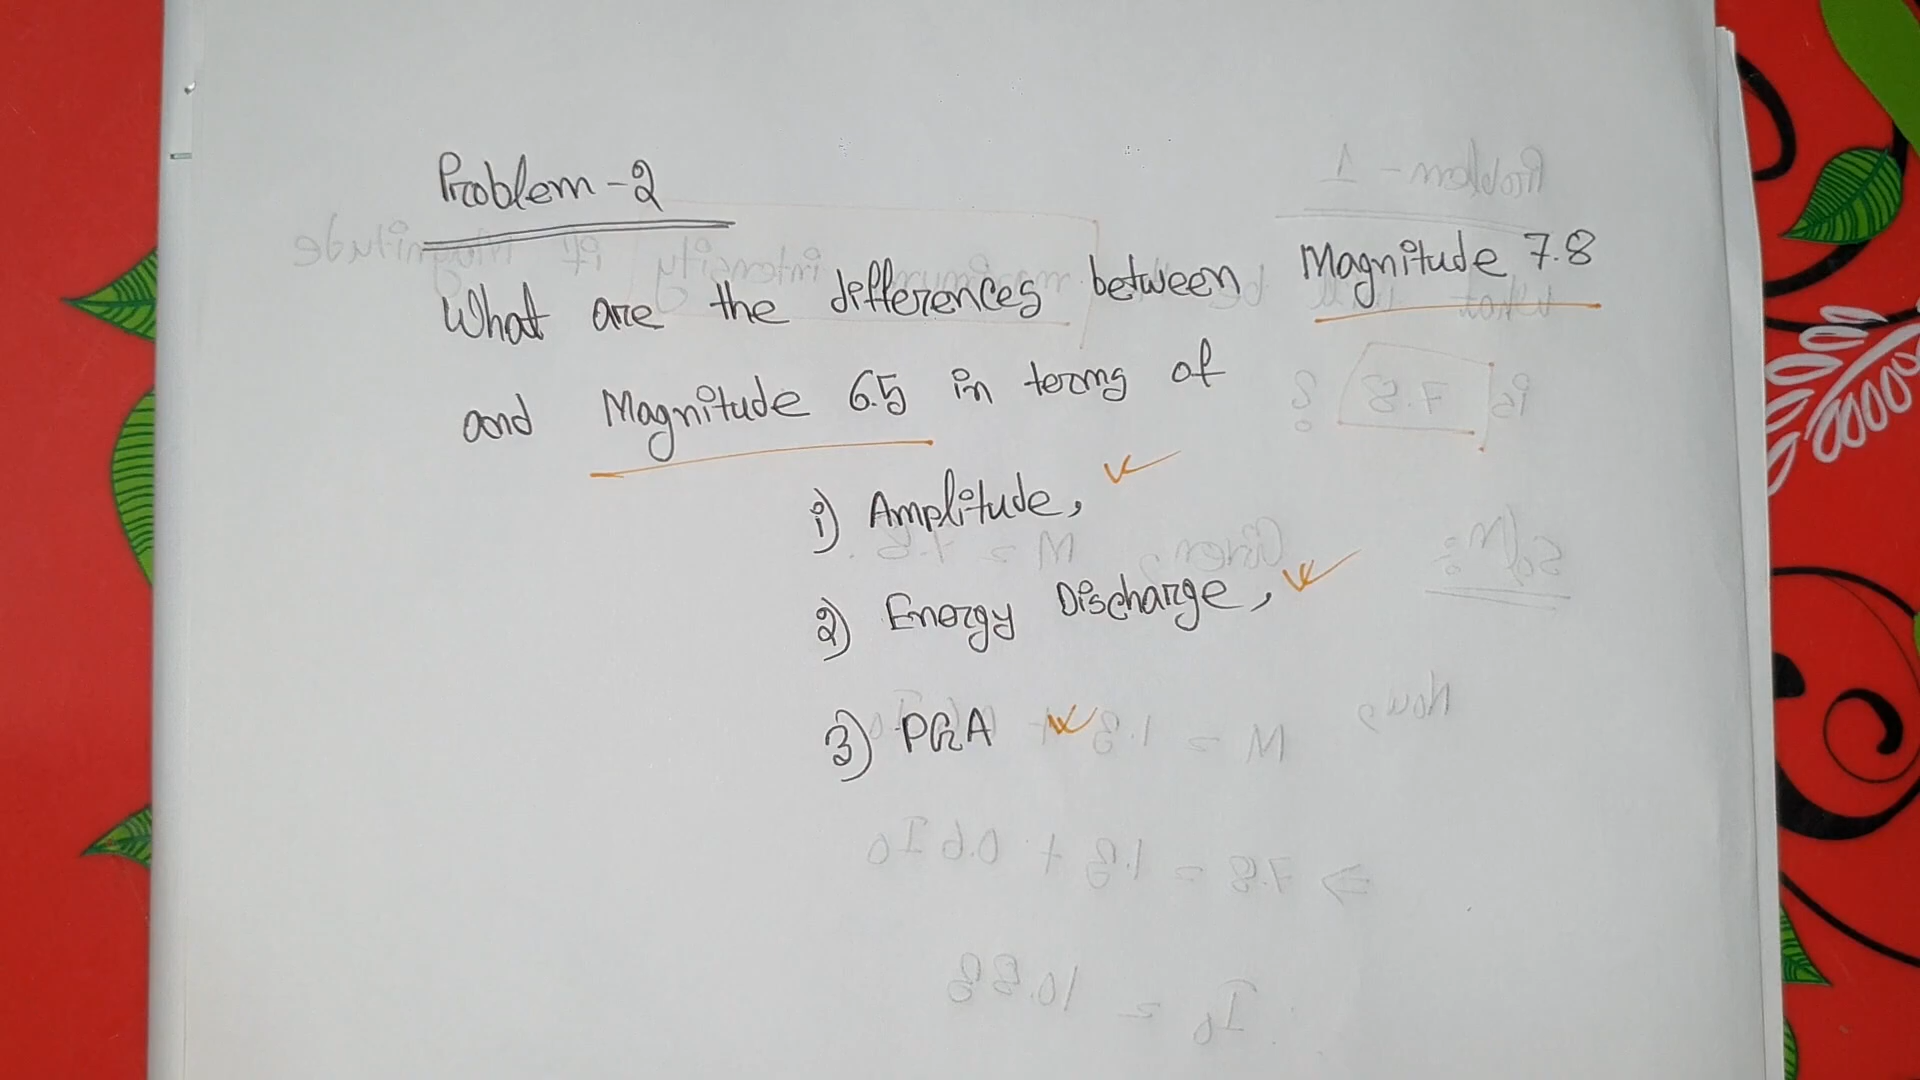 Problem-2
What are the differences between Magnitude 7.8
and Magnitude 6.5 in terms of
1) Amplitude,
2) Energy Discharge,
3) PGA